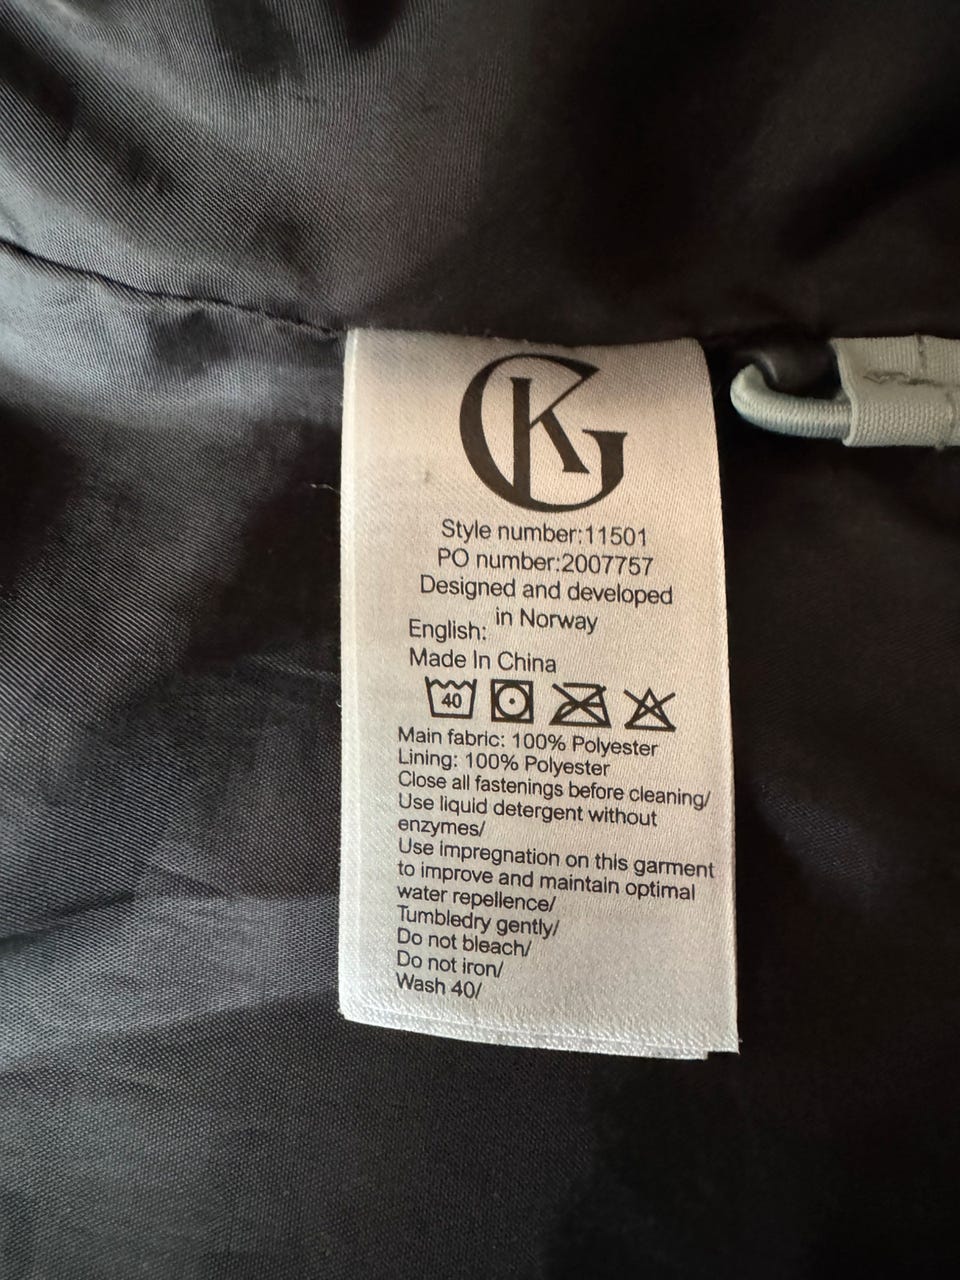 GK
Style number:11501
PO number:2007757
Designed and developed
in Norway
English:
Made In China
40
Main fabric: 100% Polyester
Lining: 100% Polyester
Close all fastenings before cleaning/
Use liquid detergent without
enzymes/
Use impregnation on this garment
to improve and maintain optimal
water repellence/
Tumbledry gently/
Do not bleach/
Do not iron/
Wash 40/